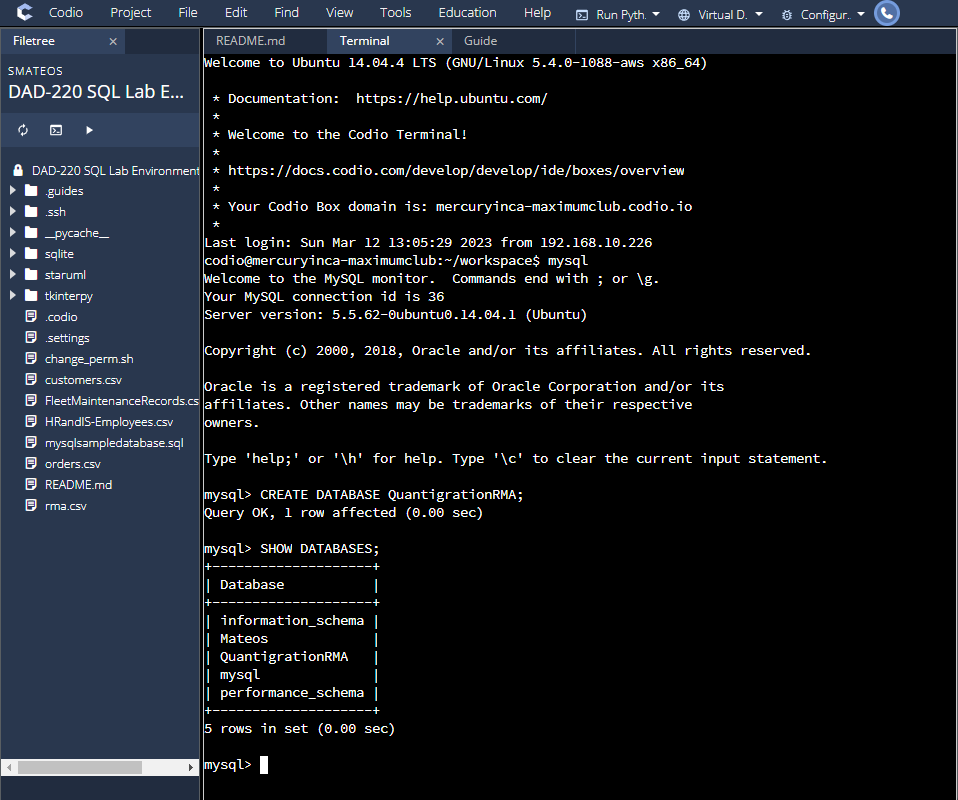 Codio Project File Edit Find View Tools Education Help Run Pyth. Virtual D. Configur.
Filetree ×
SMATEOS
DAD-220 SQL Lab E...
DAD-220 SQL Lab Environment
.guides
.ssh
__pycache__
sqlite
staruml
tkinterpy
.codio
.settings
change_perm.sh
customers.csv
FleetMaintenanceRecords.cs
HRandIS-Employees.csv
mysqlsampledatabase.sql
orders.csv
README.md
rma.csv
README.md Terminal × Guide
Welcome to Ubuntu 14.04.4 LTS (GNU/Linux 5.4.0-1088-aws x86_64)
* Documentation:  https://help.ubuntu.com/
*
* Welcome to the Codio Terminal!
*
* https://docs.codio.com/develop/develop/ide/boxes/overview
*
* Your Codio Box domain is: mercuryinca-maximumclub.codio.io
*
Last login: Sun Mar 12 13:05:29 2023 from 192.168.10.226
codio@mercuryinca-maximumclub:~/workspace$ mysql
Welcome to the MySQL monitor.  Commands end with ; or \g.
Your MySQL connection id is 36
Server version: 5.5.62-0ubuntu0.14.04.1 (Ubuntu)
Copyright (c) 2000, 2018, Oracle and/or its affiliates. All rights reserved.
Oracle is a registered trademark of Oracle Corporation and/or its
affiliates. Other names may be trademarks of their respective
owners.
Type 'help;' or '\h' for help. Type '\c' to clear the current input statement.
mysql> CREATE DATABASE QuantigrationRMA;
Query OK, 1 row affected (0.00 sec)
mysql> SHOW DATABASES;
+--------------------+
| Database           |
+--------------------+
| information_schema |
| Mateos             |
| QuantigrationRMA   |
| mysql              |
| performance_schema |
+--------------------+
5 rows in set (0.00 sec)
mysql>